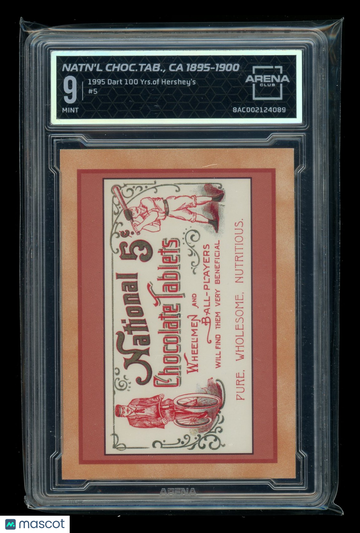 NATN'L CHOC.TAB., CA 1895-1900
9
MINT
1995 Dart 100 Yrs.of Hershey's
#5
ARENA
CLUB
8AC002124D89
National 5¢
Chocolate Tablets
WHEELMEN AND
BALL-PLAYERS
WILL FIND THEM VERY BENEFICIAL
PURE, WHOLESOME, NUTRITIOUS.
ARENA
mascot